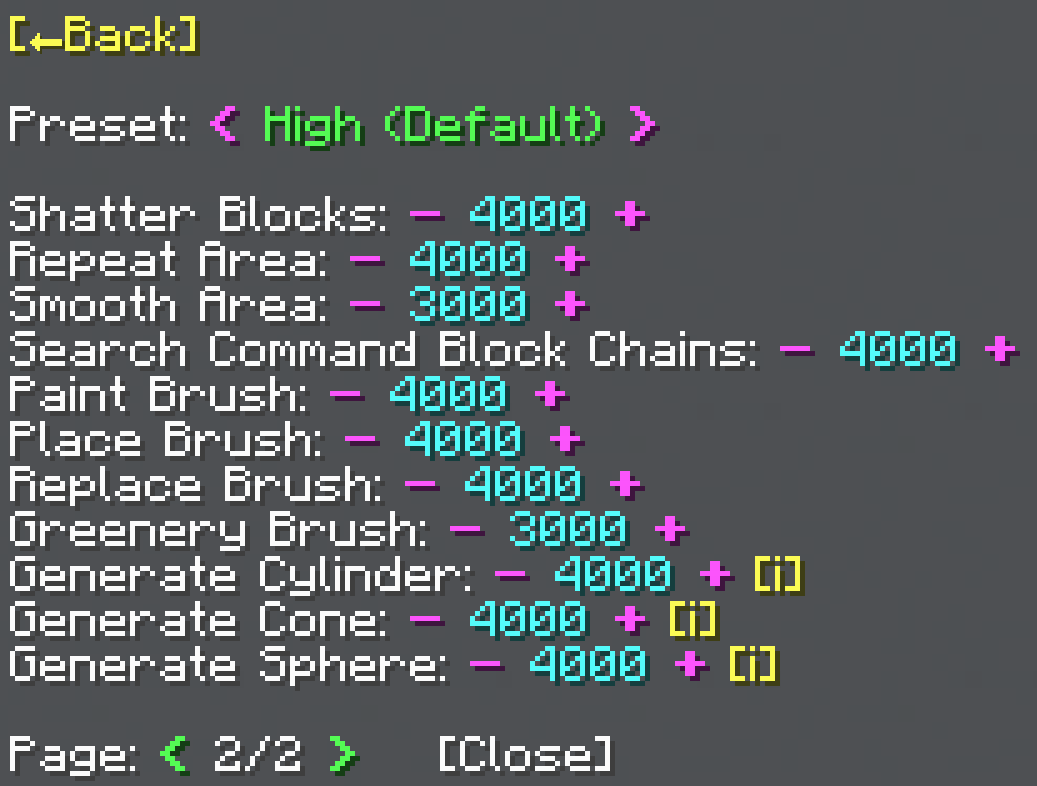 [←Back]
Preset: < High (Default) >
Shatter Blocks: - 4000 +
Repeat Area: - 4000 +
Smooth Area: - 3000 +
Search Command Block Chains: - 4000 +
Paint Brush: - 4000 +
Place Brush: - 4000 +
Replace Brush: - 4000 +
Greenery Brush: - 3000 +
Generate Cylinder: - 4000 + [i]
Generate Cone: - 4000 + [i]
Generate Sphere: - 4000 + [i]
Page: < 2/2 > [Close]